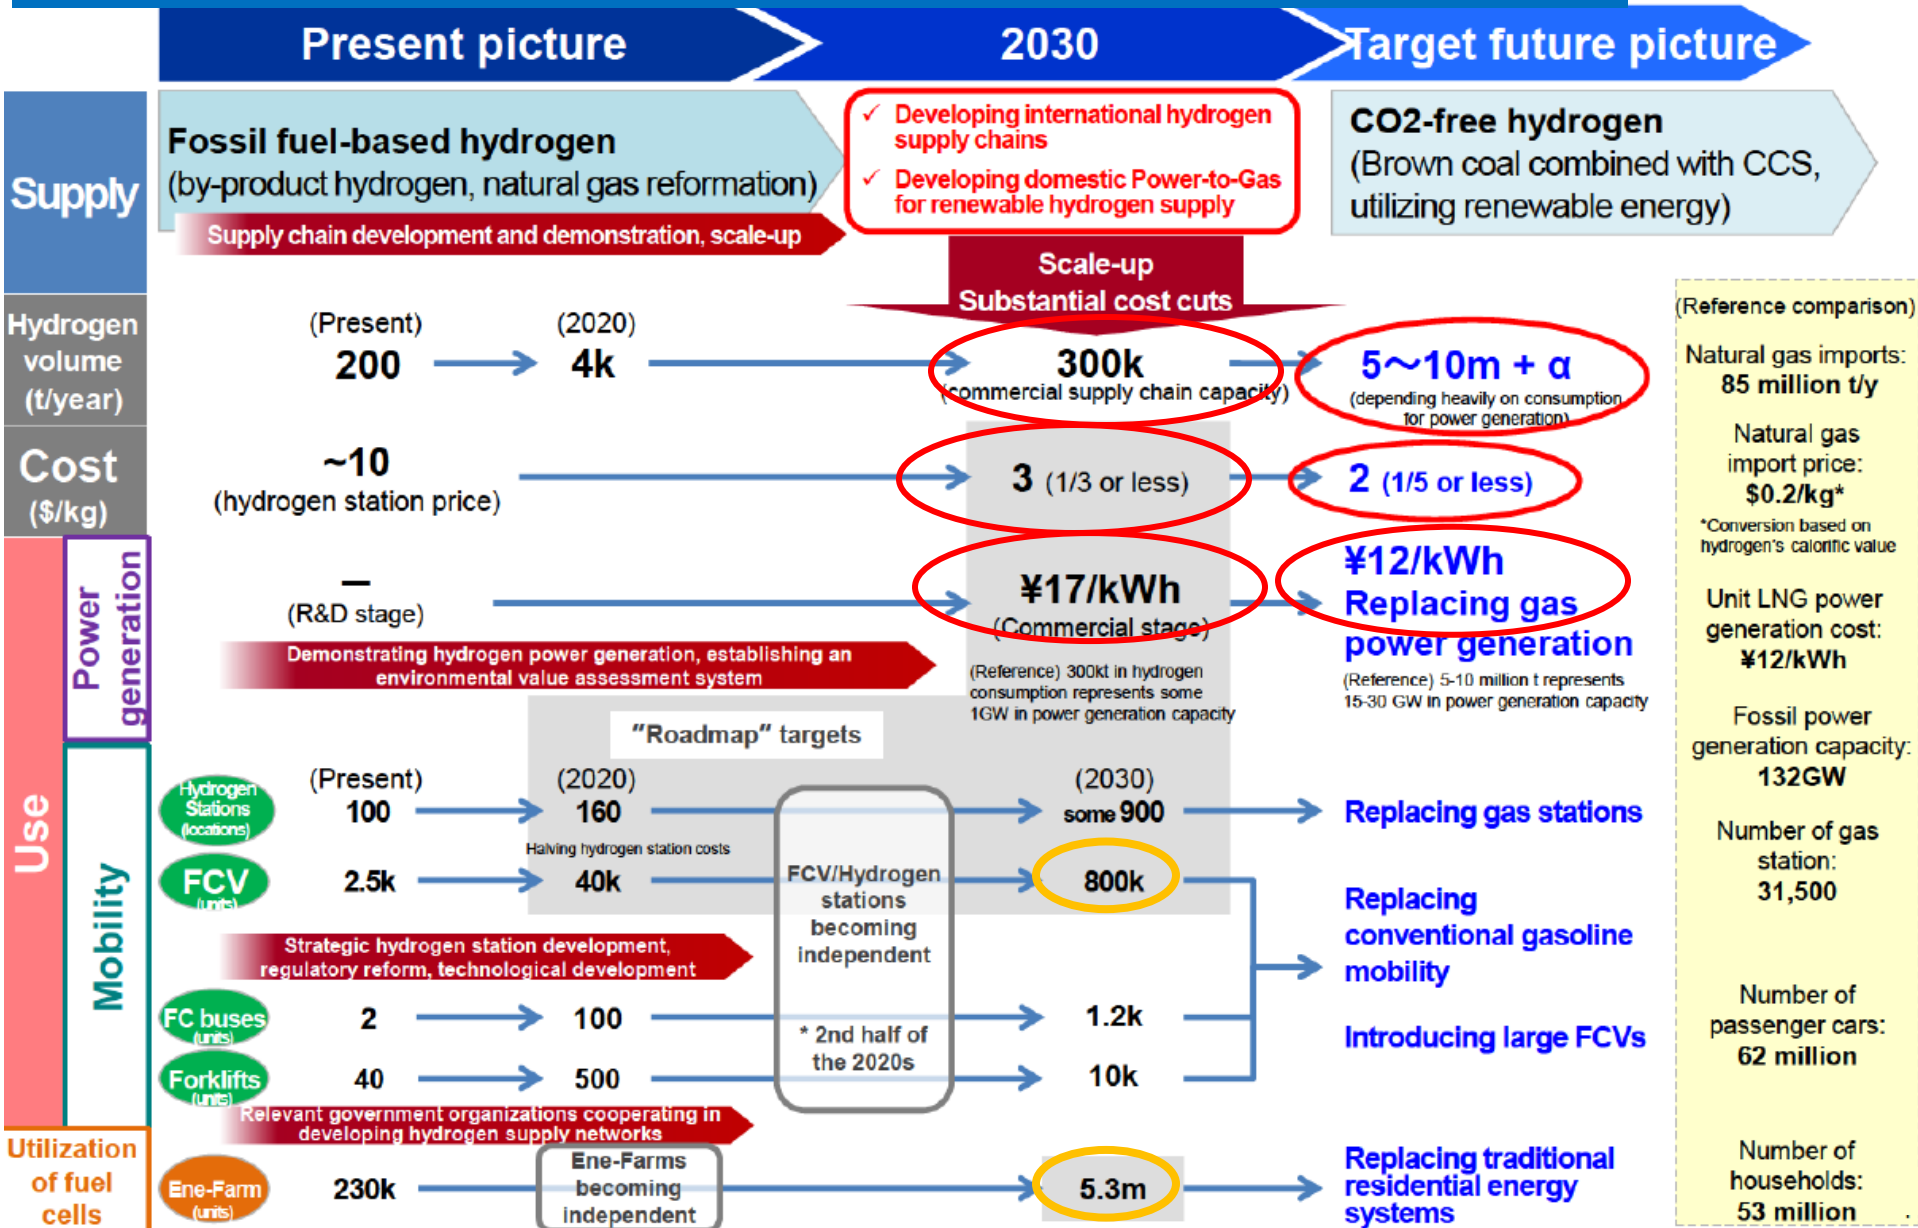 Present picture
2030
Target future picture
Supply
Fossil fuel-based hydrogen
(by-product hydrogen, natural gas reformation)
Supply chain development and demonstration, scale-up
✓ Developing international hydrogen
supply chains
✓ Developing domestic Power-to-Gas
for renewable hydrogen supply
CO2-free hydrogen
(Brown coal combined with CCS,
utilizing renewable energy)
Scale-up
Substantial cost cuts
Hydrogen
volume
(t/year)
(Present)
200
(2020)
4k
300k
(commercial supply chain capacity)
5～10m + α
(depending heavily on consumption
for power generation)
Cost
($/kg)
~10
(hydrogen station price)
3 (1/3 or less)
2 (1/5 or less)
Use
Power
generation
–
(R&D stage)
¥17/kWh
(Commercial stage)
¥12/kWh
Replacing gas
power generation
Demonstrating hydrogen power generation, establishing an
environmental value assessment system
(Reference) 300kt in hydrogen
consumption represents some
1GW in power generation capacity
(Reference) 5-10 million t represents
15-30 GW in power generation capacity
"Roadmap" targets
Mobility
Hydrogen
Stations
(locations)
(Present)
100
(2020)
160
Halving hydrogen station costs
(2030)
some 900
Replacing gas stations
FCV
(units)
2.5k
40k
800k
FCV/Hydrogen
stations
becoming
independent
* 2nd half of
the 2020s
Replacing
conventional gasoline
mobility
Strategic hydrogen station development,
regulatory reform, technological development
FC buses
(units)
2
100
1.2k
Introducing large FCVs
Forklifts
(units)
40
500
10k
Relevant government organizations cooperating in
developing hydrogen supply networks
Utilization
of fuel
cells
Ene-Farm
(units)
230k
Ene-Farms
becoming
independent
5.3m
Replacing traditional
residential energy
systems
(Reference comparison)
Natural gas imports:
85 million t/y
Natural gas
import price:
$0.2/kg*
*Conversion based on
hydrogen's calorific value
Unit LNG power
generation cost:
¥12/kWh
Fossil power
generation capacity:
132GW
Number of gas
station:
31,500
Number of
passenger cars:
62 million
Number of
households:
53 million